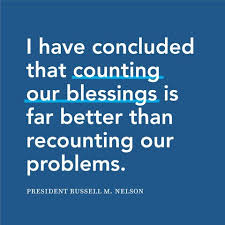 I have concluded
that counting
our blessings is
far better than
recounting our
problems.
PRESIDENT RUSSELL M. NELSON